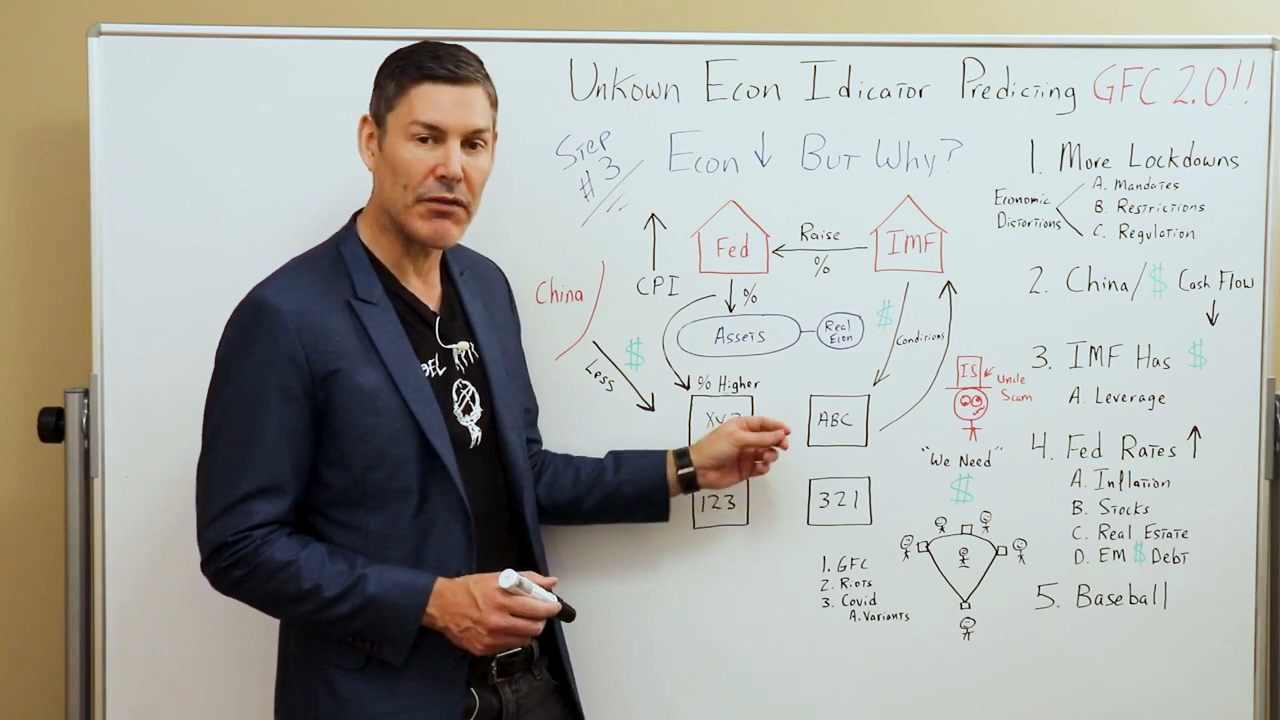 Unkown Econ Idicator Predicting GFC 2.0!!
Step #3
Econ ↓ But Why?
China
Less
$
CPI
Fed
Raise
%
IMF
%
Assets
Real Econ
$
Conditions
% Higher
ABC
123
321
1. GFC
2. Riots
3. Covid
A. Variants
IS
Uncle Scam
"We Need"
$
1. More Lockdowns
Economic Distortions
A. Mandates
B. Restrictions
C. Regulation
2. China/$ Cash Flow ↓
3. IMF Has $
A. Leverage
4. Fed Rates ↑
A. Inflation
B. Stocks
C. Real Estate
D. EM $ Debt
5. Baseball